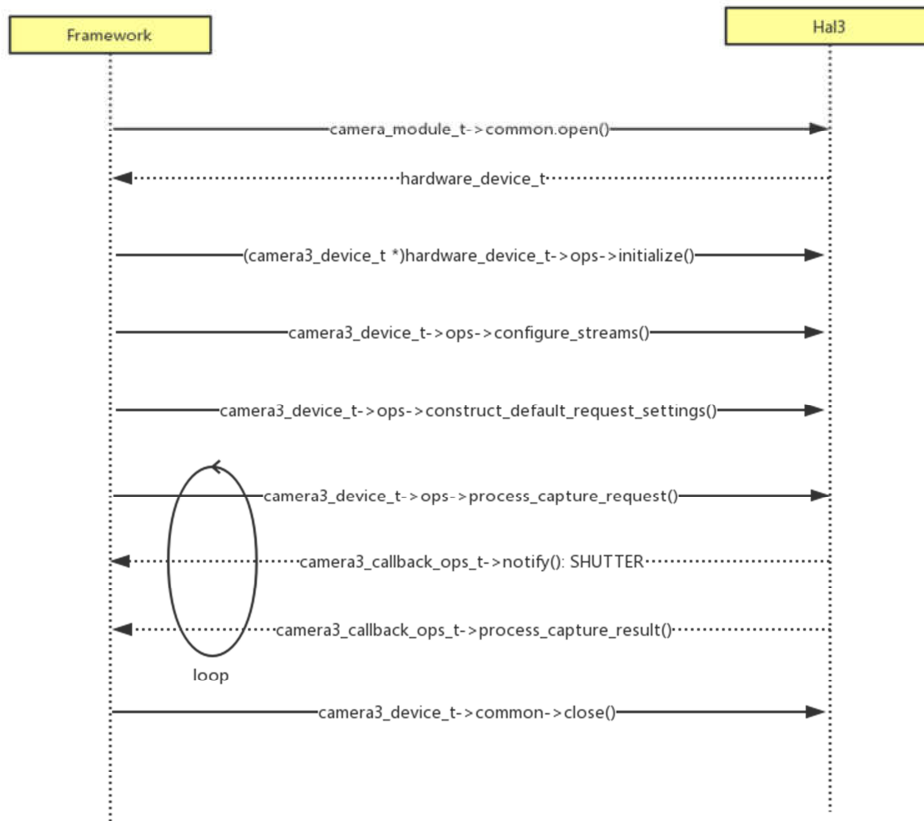 Framework
Hal3
camera_module_t->common.open()
hardware_device_t
(camera3_device_t *)hardware_device_t->ops->initialize()
camera3_device_t->ops->configure_streams()
camera3_device_t->ops->construct_default_request_settings()
camera3_device_t->ops->process_capture_request()
camera3_callback_ops_t->notify(): SHUTTER
camera3_callback_ops_t->process_capture_result()
loop
camera3_device_t->common->close()